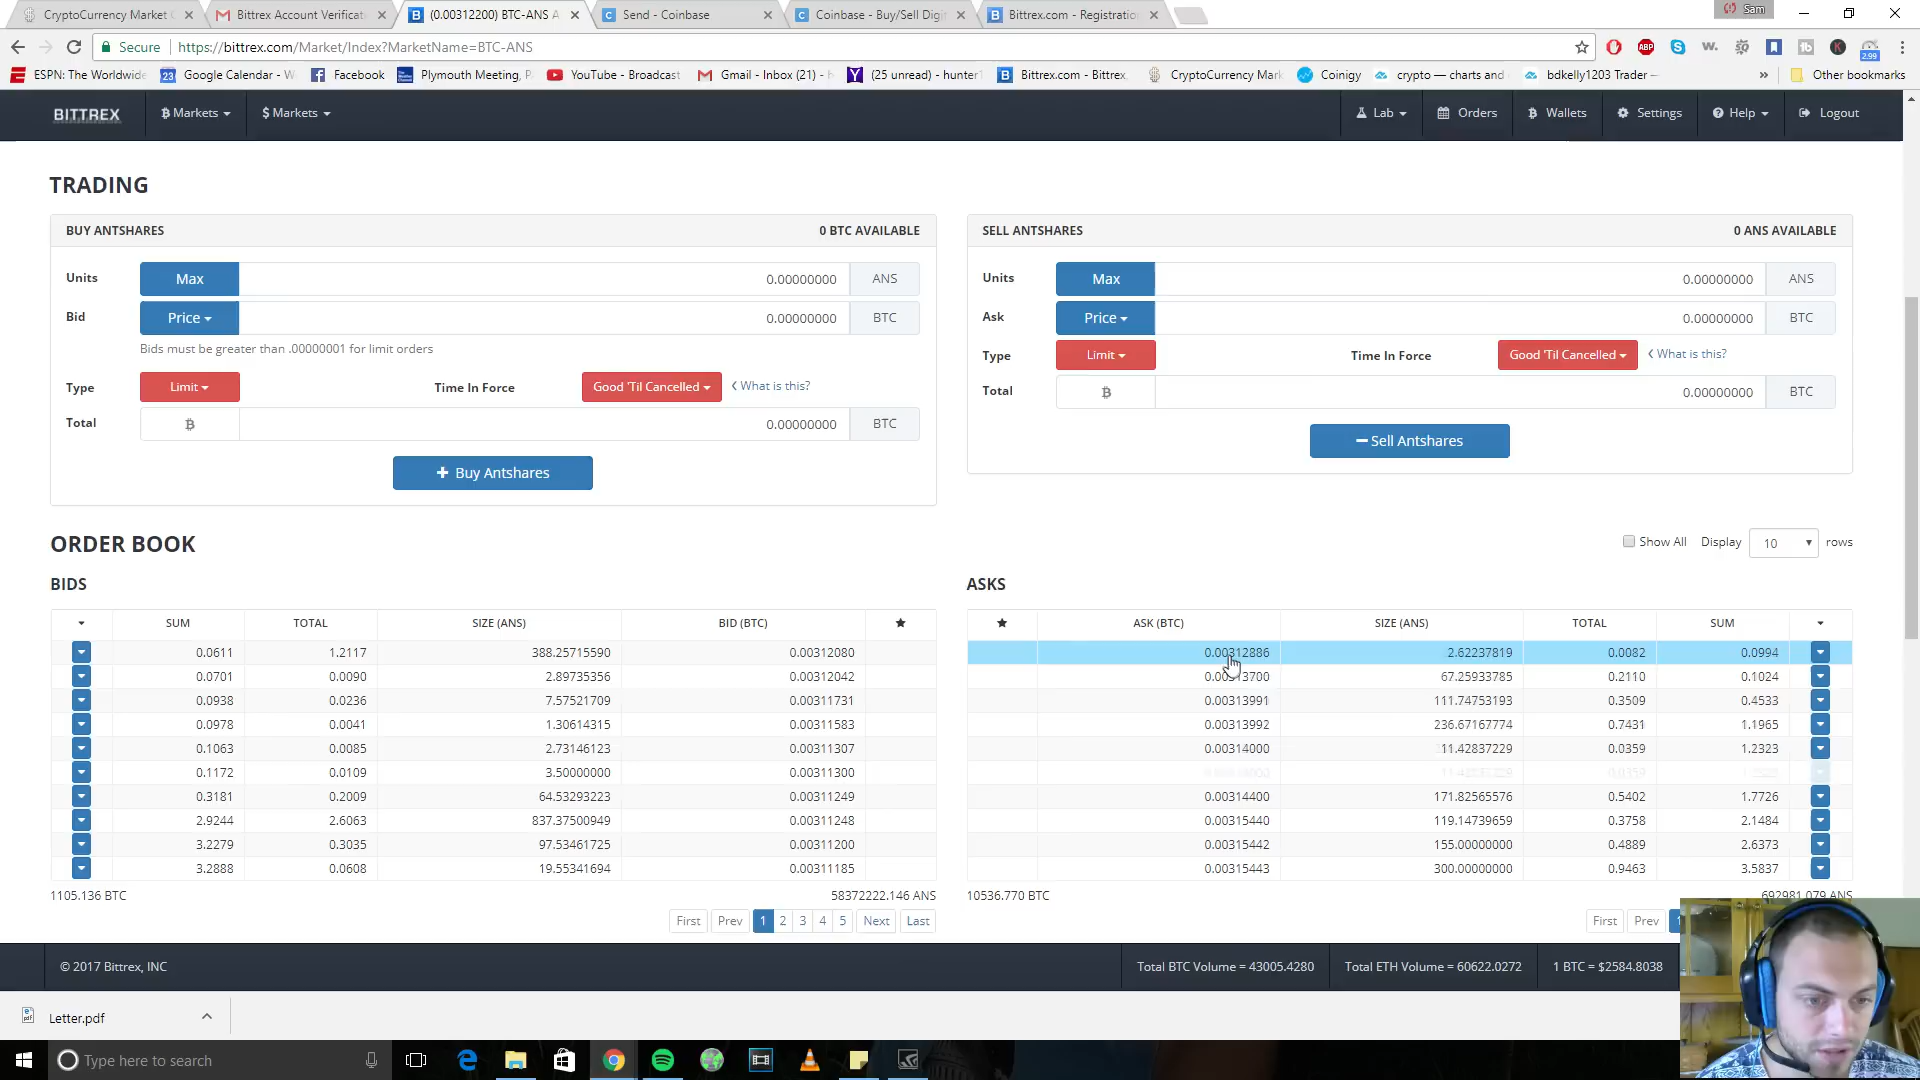 CryptoCurrency Market C
Bittrex Account Verificat
(0.00312200) BTC-ANS A
Send - Coinbase
Coinbase - Buy/Sell Digi
Bittrex.com - Registratio
Sam
Secure
https://bittrex.com/Market/Index?MarketName=BTC-ANS
ESPN: The Worldwide
Google Calendar - W
Facebook
Plymouth Meeting, P
YouTube - Broadcast
Gmail - Inbox (21) - h
(25 unread) - hunter1
Bittrex.com - Bittrex,
CryptoCurrency Mark
Coinigy
crypto — charts and
bdkelly1203 Trader —
Other bookmarks
BITTREX
Markets
$ Markets
Lab
Orders
Wallets
Settings
Help
Logout
TRADING
BUY ANTSHARES 0 BTC AVAILABLE
Units Max 0.00000000 ANS
Bid Price 0.00000000 BTC
Bids must be greater than .00000001 for limit orders
Type Limit Time In Force Good 'Til Cancelled What is this?
Total 0.00000000 BTC
+ Buy Antshares
SELL ANTSHARES 0 ANS AVAILABLE
Units Max 0.00000000 ANS
Ask Price 0.00000000 BTC
Type Limit Time In Force Good 'Til Cancelled What is this?
Total 0.00000000 BTC
Sell Antshares
ORDER BOOK
Show All Display 10 rows
BIDS
SUM TOTAL SIZE (ANS) BID (BTC)
0.0611 1.2117 388.25715590 0.00312080
0.0701 0.0090 2.89735356 0.00312042
0.0938 0.0236 7.57521709 0.00311731
0.0978 0.0041 1.30614315 0.00311583
0.1063 0.0085 2.73146123 0.00311307
0.1172 0.0109 3.50000000 0.00311300
0.3181 0.2009 64.53293223 0.00311249
2.9244 2.6063 837.37500949 0.00311248
3.2279 0.3035 97.53461725 0.00311200
3.2888 0.0608 19.55341694 0.00311185
1105.136 BTC 58372222.146 ANS
First Prev 1 2 3 4 5 Next Last
ASKS
ASK (BTC) SIZE (ANS) TOTAL SUM
0.00312886 2.62237819 0.0082 0.0994
67.25933785 0.2110 0.1024
0.00313991 111.74753193 0.3509 0.4533
0.00313992 236.67167774 0.7431 1.1965
0.00314000 11.42837229 0.0359 1.2323
0.00314400 171.82565576 0.5402 1.7726
0.00315440 119.14739659 0.3758 2.1484
0.00315442 155.00000000 0.4889 2.6373
0.00315443 300.00000000 0.9463 3.5837
10536.770 BTC 692981.079 ANS
First Prev
© 2017 Bittrex, INC
Total BTC Volume = 43005.4280
Total ETH Volume = 60622.0272
1 BTC = $2584.8038
Letter.pdf
Type here to search